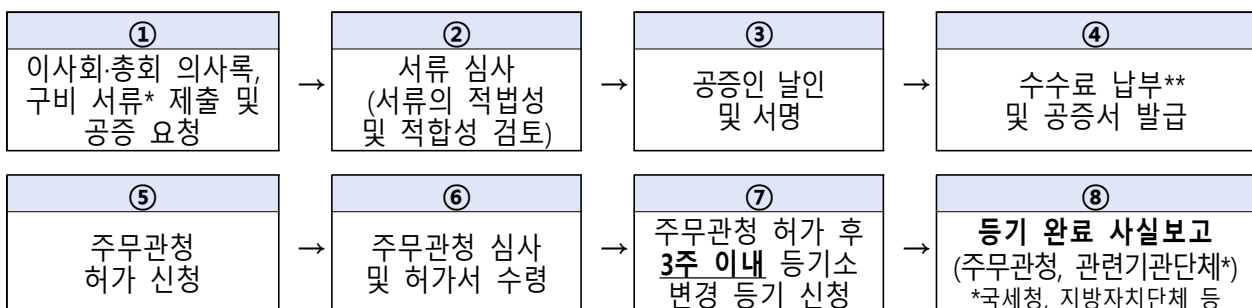 ①
이사회·총회 의사록,
구비 서류* 제출 및
공증 요청
→
②
서류 심사
(서류의 적법성
및 적합성 검토)
→
③
공증인 날인
및 서명
→
④
수수료 납부**
및 공증서 발급
⑤
주무관청
허가 신청
→
⑥
주무관청 심사
및 허가서 수령
→
⑦
주무관청 허가 후
3주 이내 등기소
변경 등기 신청
→
⑧
등기 완료 사실보고
(주무관청, 관련기관단체*)
*국세청, 지방자치단체 등